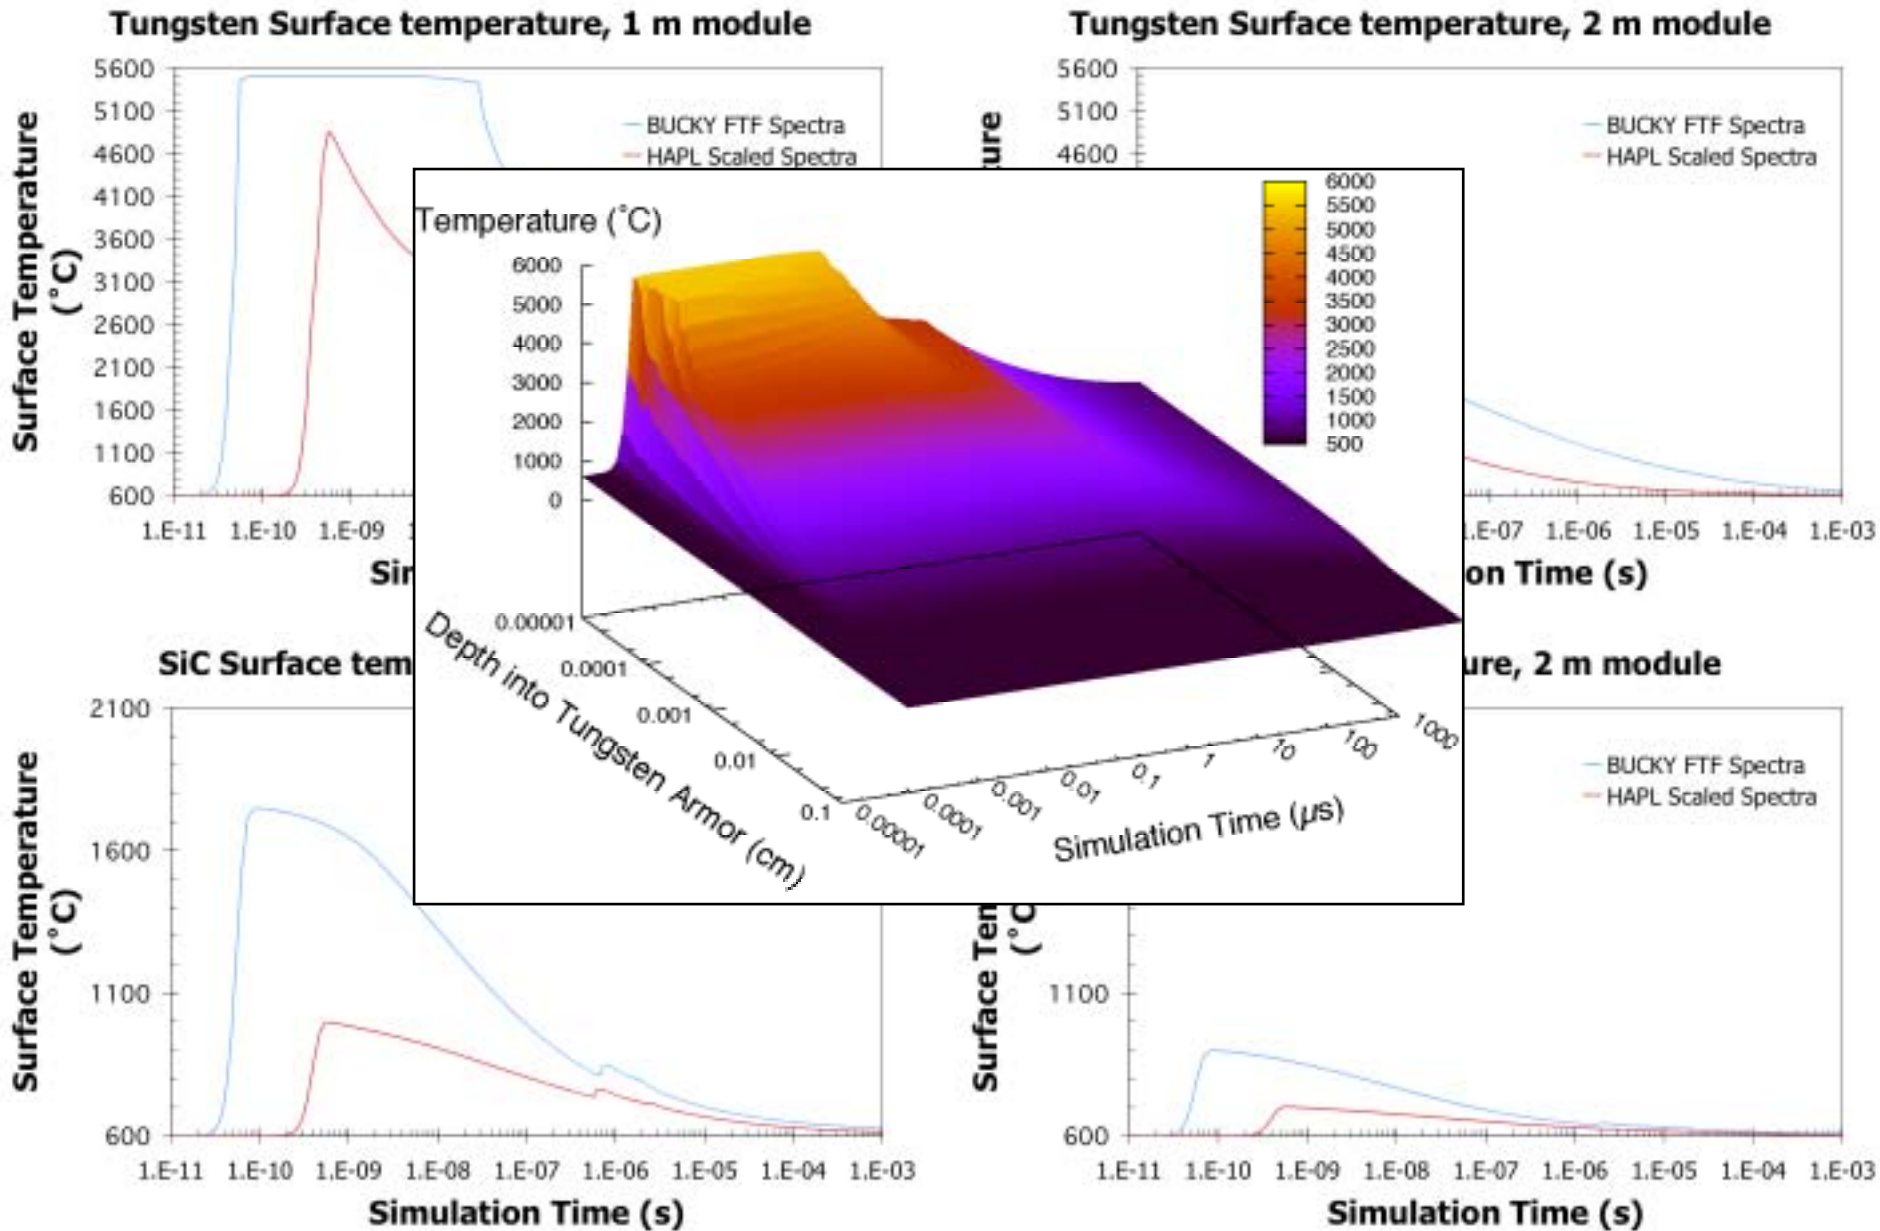 Tungsten Surface temperature, 1 m module
5600
5100
4600
4100
3600
3100
2600
2100
1600
1100
600
Surface Temperature
(˚C)
BUCKY FTF Spectra
HAPL Scaled Spectra
1.E-11 1.E-10 1.E-09
Tungsten Surface temperature, 2 m module
5600
5100
4600
BUCKY FTF Spectra
HAPL Scaled Spectra
1.E-06 1.E-05 1.E-04 1.E-03
on Time (s)
Temperature (˚C)
6000
5000
4000
3000
2000
1000
0
6000
5500
5000
4500
4000
3500
3000
2500
2000
1500
1000
500
0.00001
0.0001
0.001
0.01
0.1
Depth into Tungsten Armor (cm)
0.00001
0.0001
0.001
0.01
0.1
1
10
100
1000
Simulation Time (µs)
SiC Surface tem
2100
1600
1100
600
Surface Temperature
(˚C)
1.E-11 1.E-10 1.E-09 1.E-08 1.E-07 1.E-06 1.E-05 1.E-04 1.E-03
Simulation Time (s)
ure, 2 m module
BUCKY FTF Spectra
HAPL Scaled Spectra
1100
600
Surface Ten
(˚C
1.E-11 1.E-10 1.E-09 1.E-08 1.E-07 1.E-06 1.E-05 1.E-04 1.E-03
Simulation Time (s)